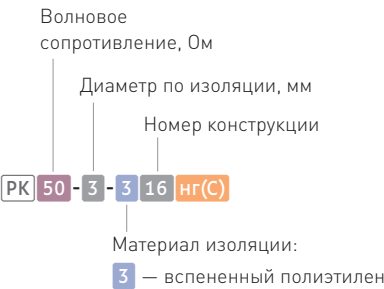 Волновое
сопротивление, Ом
Диаметр по изоляции, мм
Номер конструкции
РК 50 - 3 - 3 16 нг(С)
Материал изоляции:
3 — вспененный полиэтилен